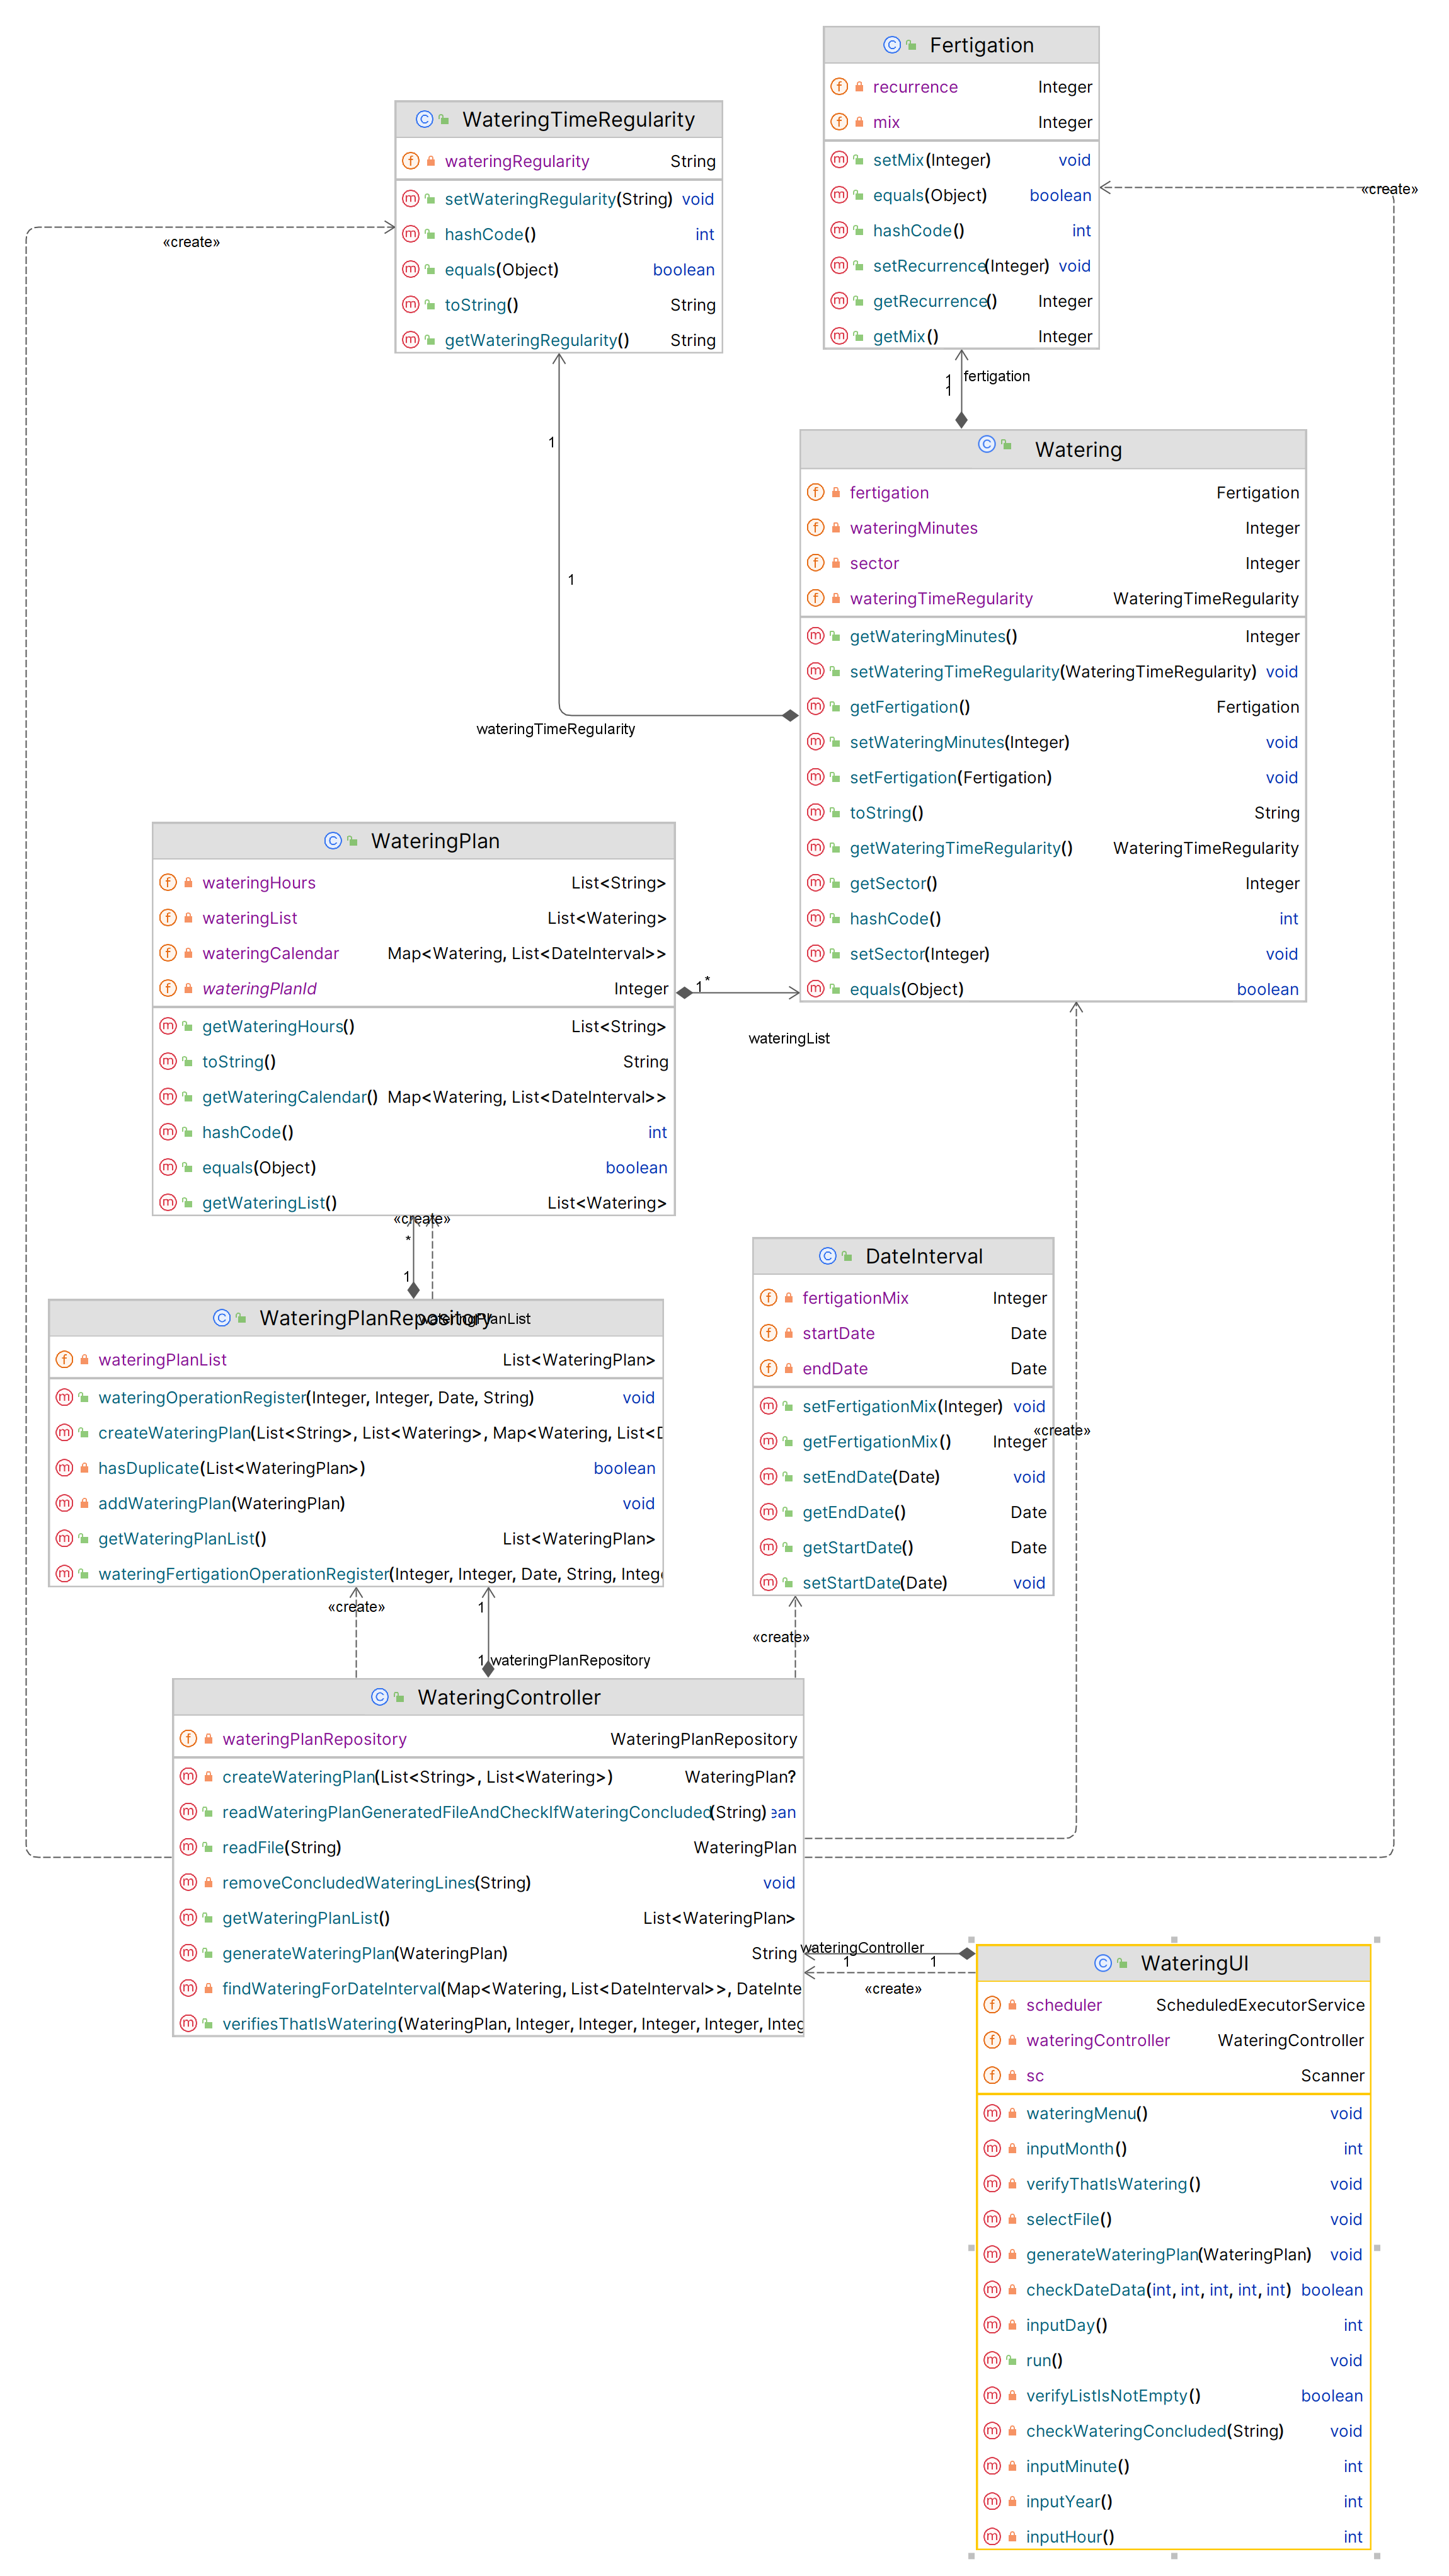 Fertigation
recurrence Integer
mix Integer
setMix(Integer) void
equals(Object) boolean
hashCode() int
setRecurrence(Integer) void
getRecurrence() Integer
getMix() Integer
WateringTimeRegularity
wateringRegularity String
setWateringRegularity(String) void
hashCode() int
equals(Object) boolean
toString() String
getWateringRegularity() String
«create»
«create»
1
1
fertigation
1
1
wateringTimeRegularity
Watering
fertigation Fertigation
wateringMinutes Integer
sector Integer
wateringTimeRegularity WateringTimeRegularity
getWateringMinutes() Integer
setWateringTimeRegularity(WateringTimeRegularity) void
getFertigation() Fertigation
setWateringMinutes(Integer) void
setFertigation(Fertigation) void
toString() String
getWateringTimeRegularity() WateringTimeRegularity
getSector() Integer
hashCode() int
setSector(Integer) void
equals(Object) boolean
WateringPlan
wateringHours List<String>
wateringList List<Watering>
wateringCalendar Map<Watering, List<DateInterval>>
wateringPlanId Integer
getWateringHours() List<String>
toString() String
getWateringCalendar() Map<Watering, List<DateInterval>>
hashCode() int
equals(Object) boolean
getWateringList() List<Watering>
1 *
wateringList
«create»
*
1
WateringPlanRepository
wateringPlanList
wateringPlanList List<WateringPlan>
wateringOperationRegister(Integer, Integer, Date, String) void
createWateringPlan(List<String>, List<Watering>, Map<Watering, List<D
hasDuplicate(List<WateringPlan>) boolean
addWateringPlan(WateringPlan) void
getWateringPlanList() List<WateringPlan>
wateringFertigationOperationRegister(Integer, Integer, Date, String, Integ
DateInterval
fertigationMix Integer
startDate Date
endDate Date
setFertigationMix(Integer) void
getFertigationMix() Integer
setEndDate(Date) void
getEndDate() Date
getStartDate() Date
setStartDate(Date) void
«create»
«create»
1
«create»
1
wateringPlanRepository
WateringController
wateringPlanRepository WateringPlanRepository
createWateringPlan(List<String>, List<Watering>) WateringPlan?
readWateringPlanGeneratedFileAndCheckIfWateringConcluded(String) ean
readFile(String) WateringPlan
removeConcludedWateringLines(String) void
getWateringPlanList() List<WateringPlan>
generateWateringPlan(WateringPlan) String
findWateringForDateInterval(Map<Watering, List<DateInterval>>, DateInte
verifiesThatIsWatering(WateringPlan, Integer, Integer, Integer, Integer, Integ
wateringController
1 1
«create»
WateringUI
scheduler ScheduledExecutorService
wateringController WateringController
sc Scanner
wateringMenu() void
inputMonth() int
verifyThatIsWatering() void
selectFile() void
generateWateringPlan(WateringPlan) void
checkDateData(int, int, int, int, int) boolean
inputDay() int
run() void
verifyListIsNotEmpty() boolean
checkWateringConcluded(String) void
inputMinute() int
inputYear() int
inputHour() int